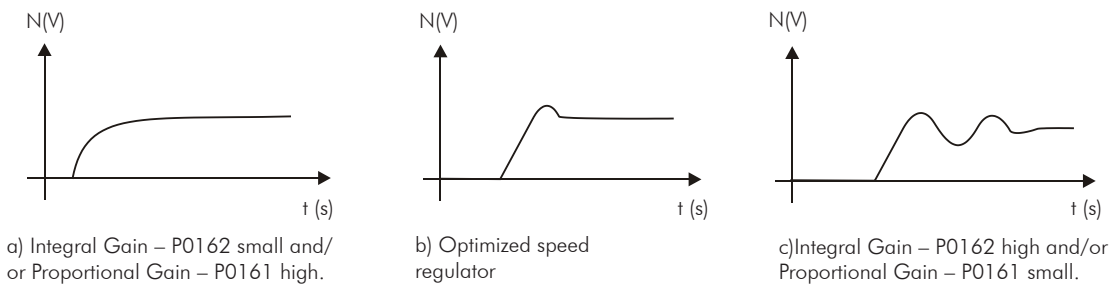 N(V)
t (s)
a) Integral Gain – P0162 small and/
or Proportional Gain – P0161 high.
N(V)
t (s)
b) Optimized speed
regulator
N(V)
t (s)
c)Integral Gain – P0162 high and/or
Proportional Gain – P0161 small.